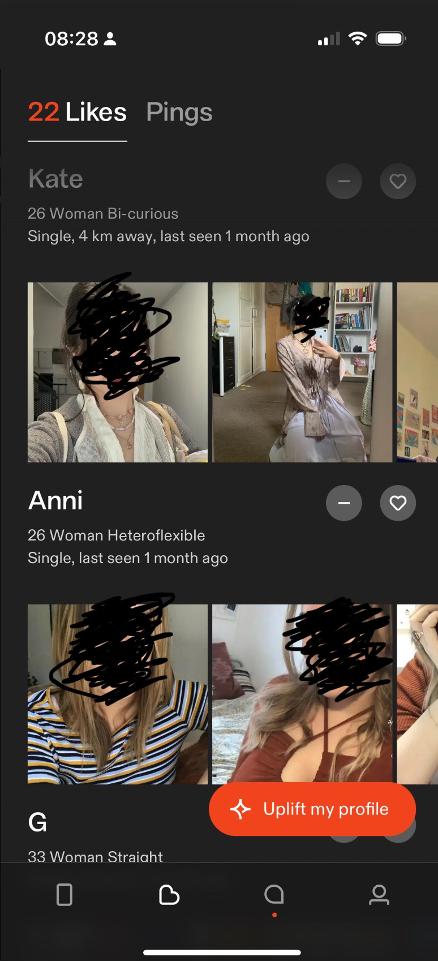 08:28
22 Likes Pings
Kate
26 Woman Bi-curious
Single, 4 km away, last seen 1 month ago
Anni
26 Woman Heteroflexible
Single, last seen 1 month ago
G
Uplift my profile
33 Woman Straight